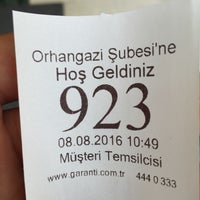 Orhangazi Şubesi'ne
Hoş Geldiniz
923
08.08.2016 10:49
Müşteri Temsilcisi
www.garanti.com.tr 444 0 333